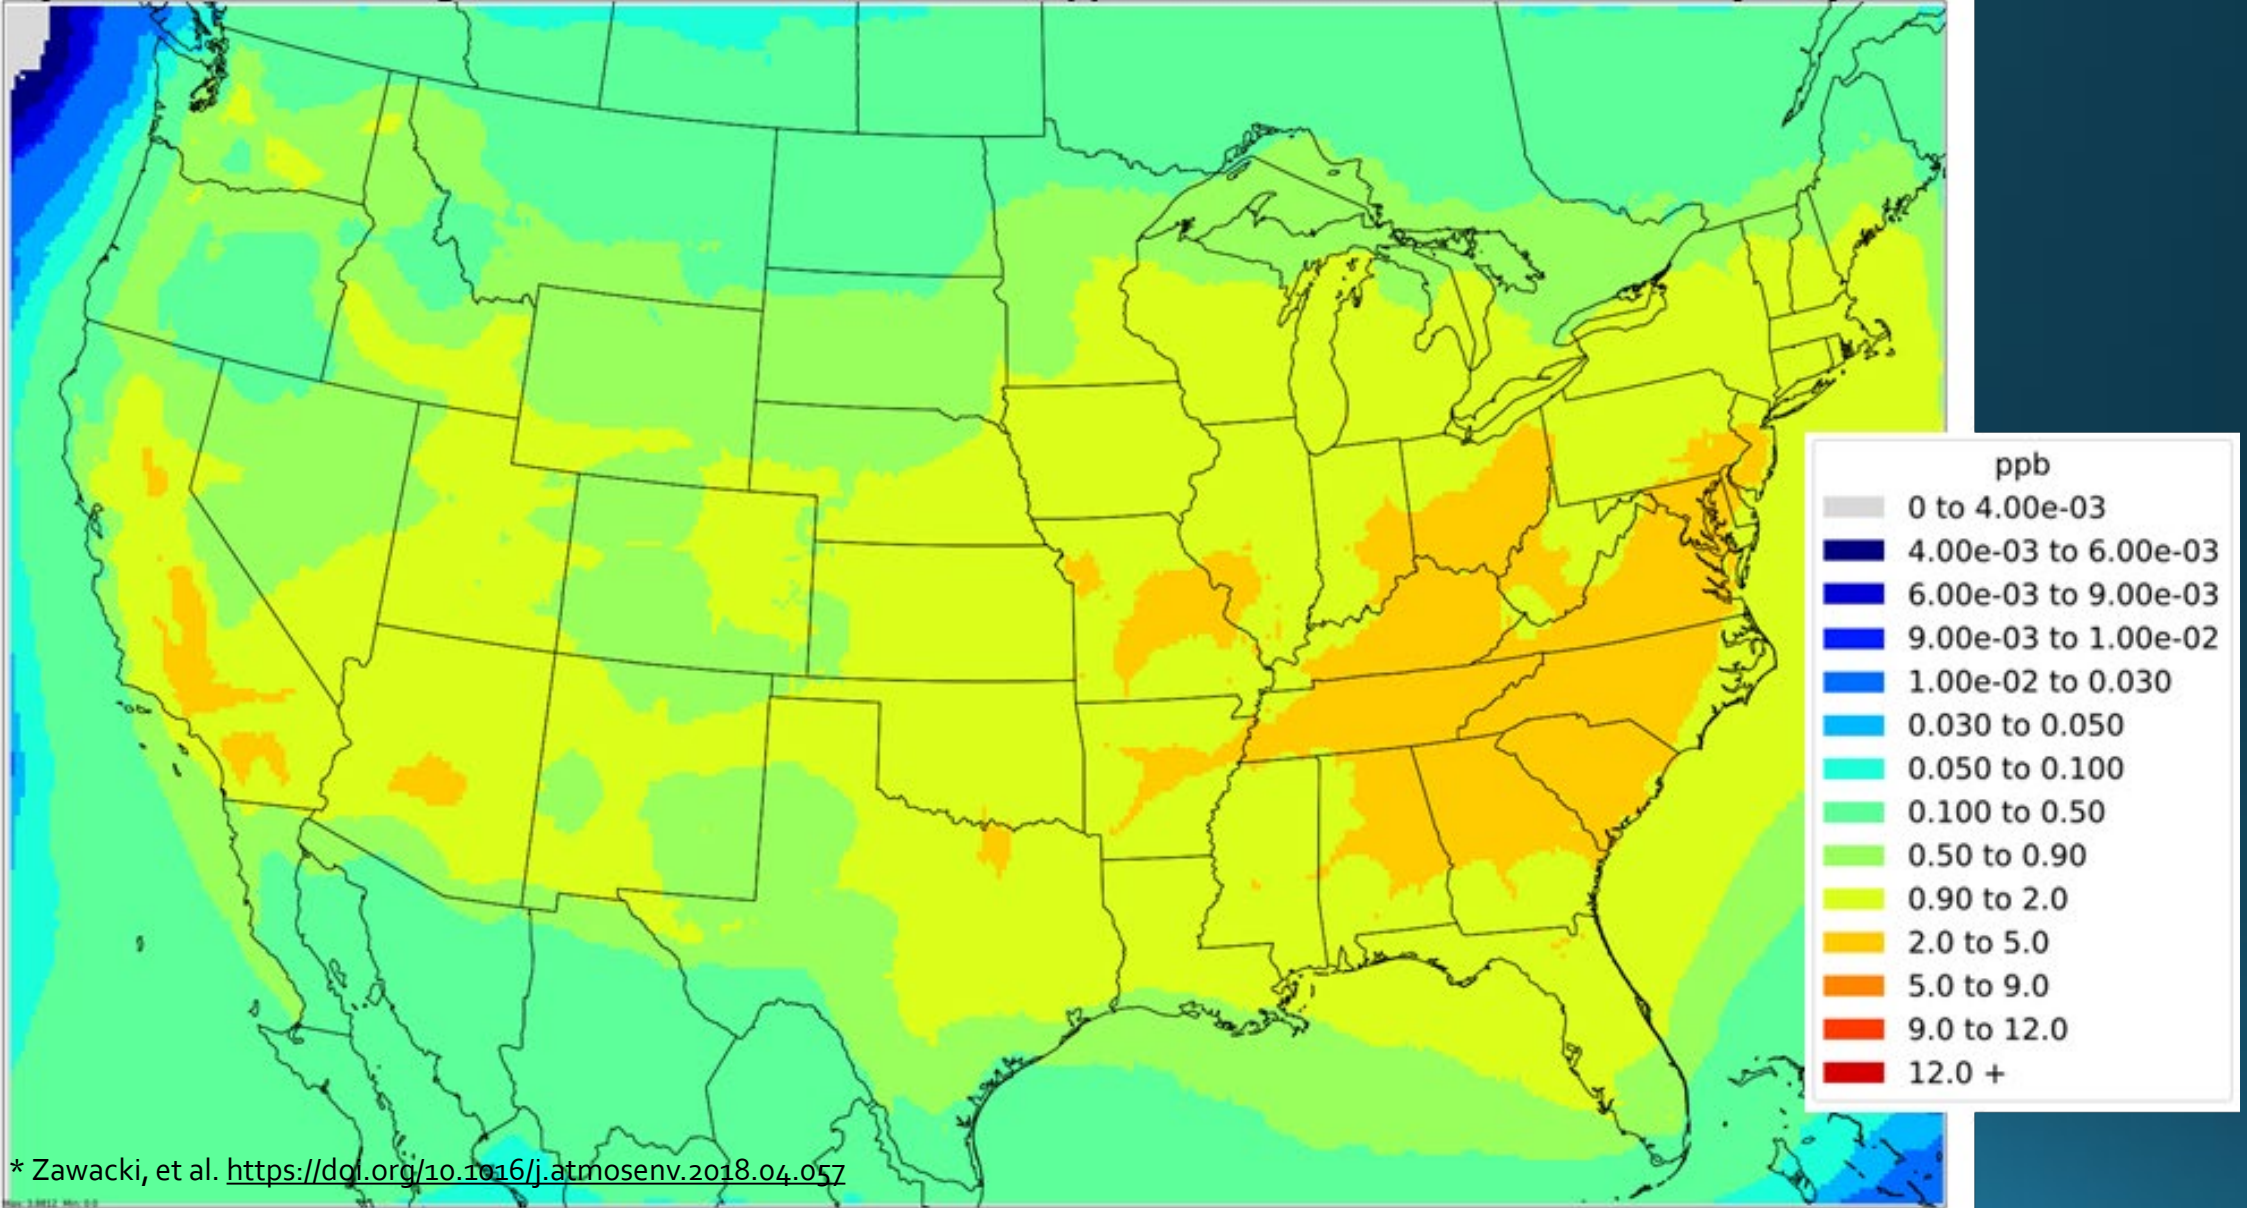 ppb
0 to 4.00e-03
4.00e-03 to 6.00e-03
6.00e-03 to 9.00e-03
9.00e-03 to 1.00e-02
1.00e-02 to 0.030
0.030 to 0.050
0.050 to 0.100
0.100 to 0.50
0.50 to 0.90
0.90 to 2.0
2.0 to 5.0
5.0 to 9.0
9.0 to 12.0
12.0 +
* Zawacki, et al. https://doi.org/10.1016/j.atmosenv.2018.04.057